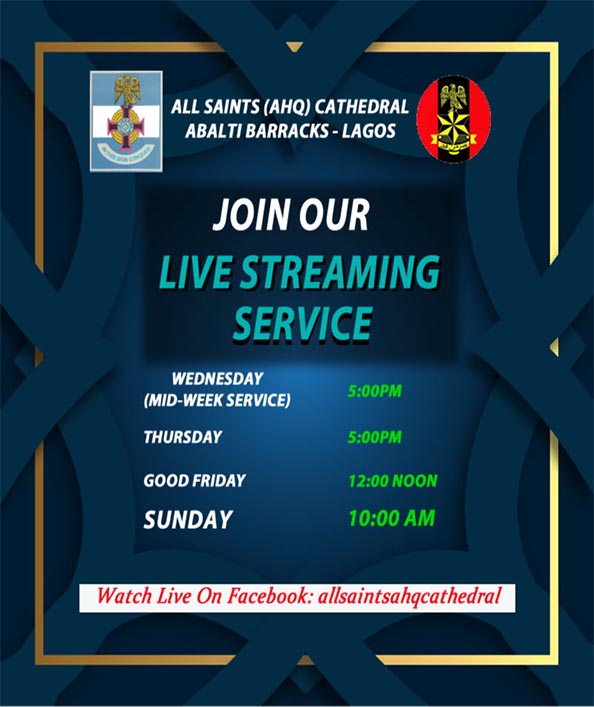 ALL SAINTS (AHQ) CATHEDRAL
ABALTI BARRACKS - LAGOS
JOIN OUR
LIVE STREAMING
SERVICE
WEDNESDAY
(MID-WEEK SERVICE)
5:00PM
THURSDAY
5:00PM
GOOD FRIDAY
12:00 NOON
SUNDAY
10:00 AM
Watch Live On Facebook: allsaintsahqcathedral